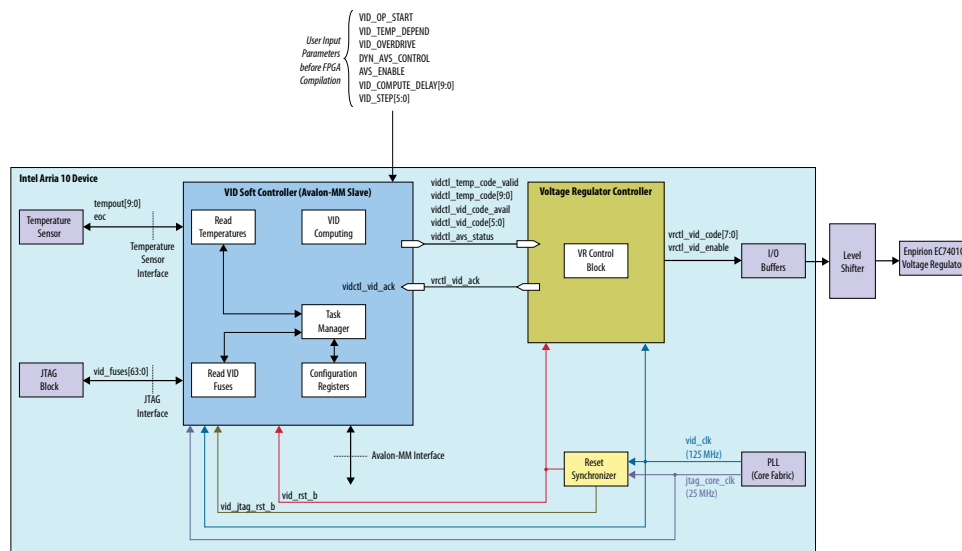 User Input
Parameters
before FPGA
Compilation
VID_OP_START
VID_TEMP_DEPEND
VID_OVERDRIVE
DYN_AVS_CONTROL
AVS_ENABLE
VID_COMPUTE_DELAY[9:0]
VID_STEP[5:0]
Intel Arria 10 Device
Temperature
Sensor
tempout[9:0]
eoc
Temperature
Sensor
Interface
VID Soft Controller (Avalon-MM Slave)
Read
Temperatures
VID
Computing
Task
Manager
Read VID
Fuses
Configuration
Registers
vidctl_vid_ack
vidctl_temp_code_valid
vidctl_temp_code[9:0]
vidctl_vid_code_avail
vidctl_vid_code[5:0]
vidctl_avs_status
vrctl_vid_ack
Voltage Regulator Controller
VR Control
Block
vrctl_vid_code[7:0]
vrctl_vid_enable
I/O
Buffers
Level
Shifter
Enpirion EC7401Q
Voltage Regulator
JTAG
Block
vid_fuses[63:0]
JTAG
Interface
Avalon-MM Interface
vid_rst_b
vid_jtag_rst_b
Reset
Synchronizer
vid_clk
(125 MHz)
jtag_core_clk
(25 MHz)
PLL
(Core Fabric)